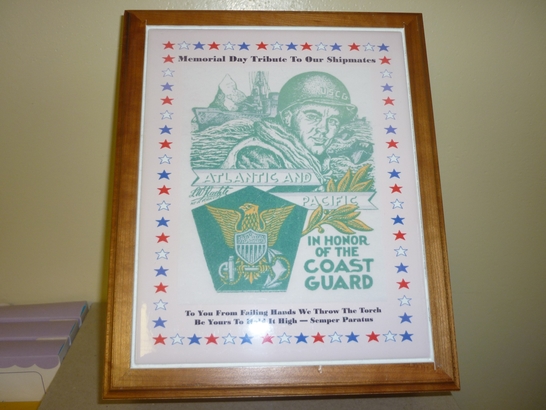 Memorial Day Tribute To Our Shipmates
USCG
ATLANTIC AND
PACIFIC
IN HONOR
OF THE
COAST
GUARD
To You From Failing Hands We Throw The Torch
Be Yours To Hold It High — Semper Paratus